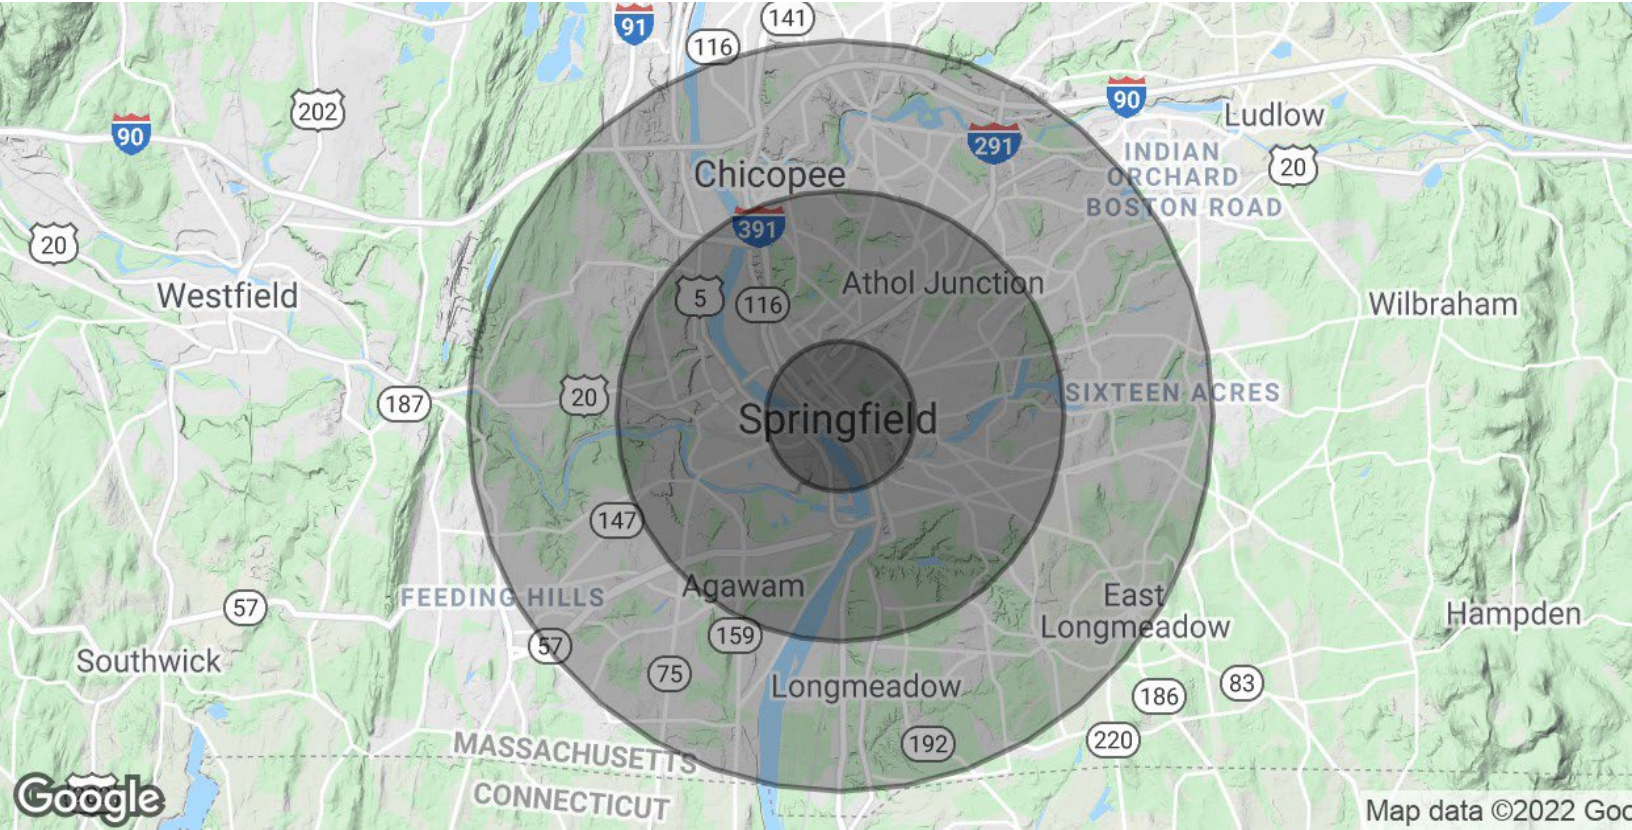 91
141
116
90
202
90
Ludlow
291
INDIAN
ORCHARD
BOSTON ROAD
20
Chicopee
391
20
Westfield
5
116
Athol Junction
Wilbraham
187
20
SIXTEEN ACRES
Springfield
147
Agawam
FEEDING HILLS
57
East
Longmeadow
Hampden
57
159
Southwick
75
Longmeadow
186
83
192
220
MASSACHUSETTS
CONNECTICUT
Google
Map data ©2022 Goo